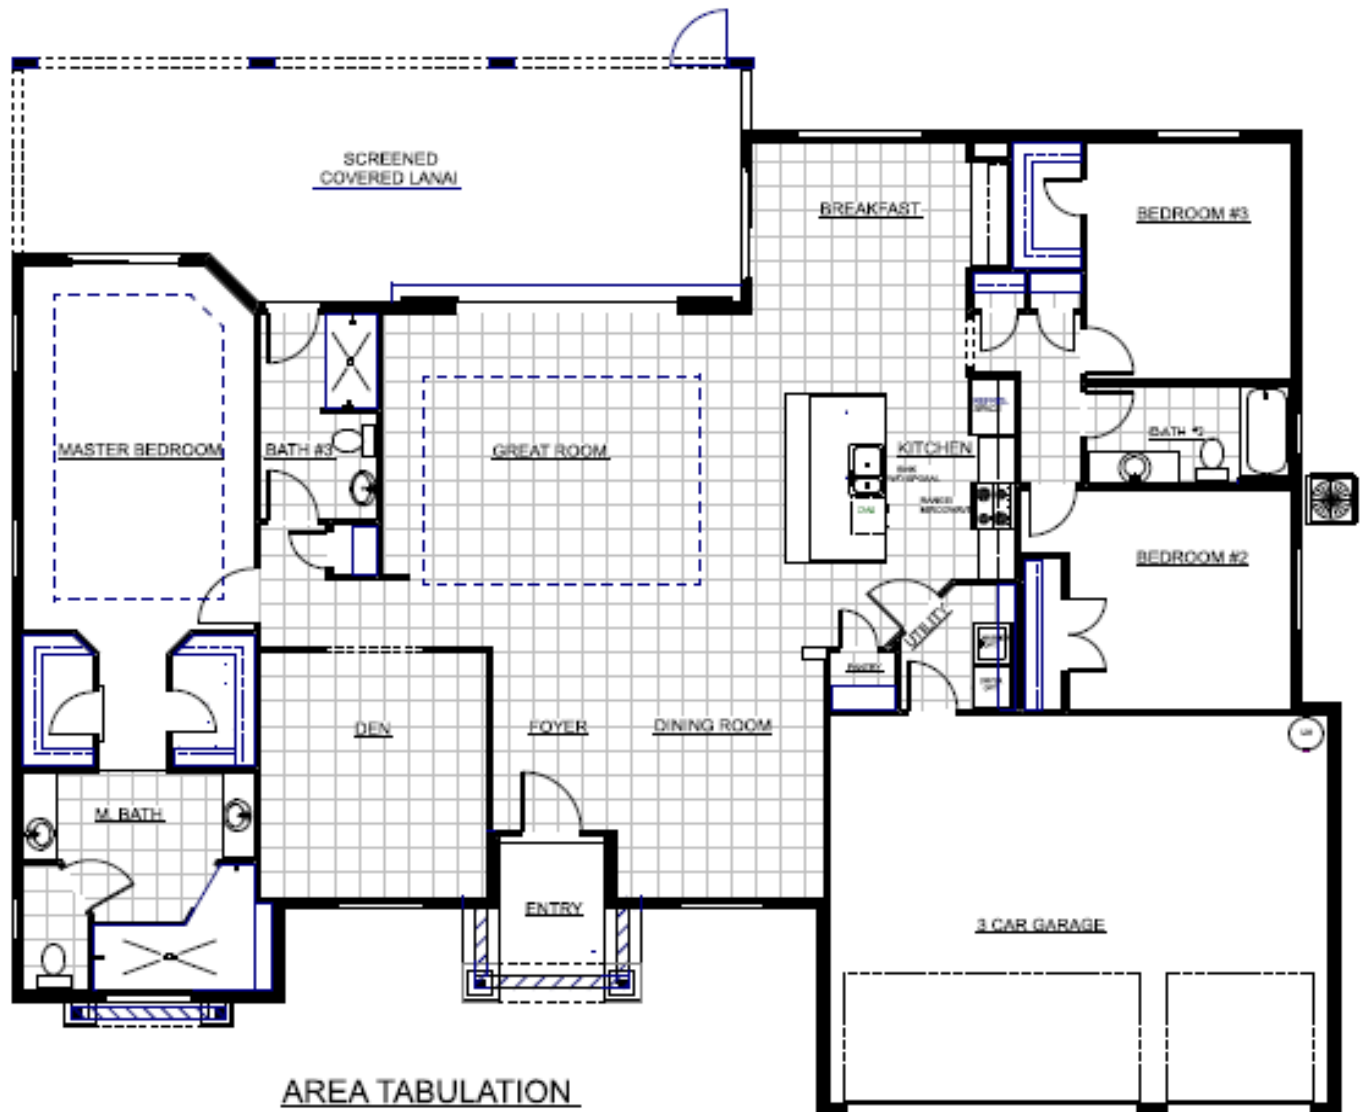 SCREENED
COVERED LANAI
BREAKFAST
BEDROOM #3
MASTER BEDROOM
BATH #3
GREAT ROOM
KITCHEN
BATH #2
BEDROOM #2
UTILITY
PANTRY
DEN
FOYER
DINING ROOM
M. BATH
ENTRY
3 CAR GARAGE
AREA TABULATION